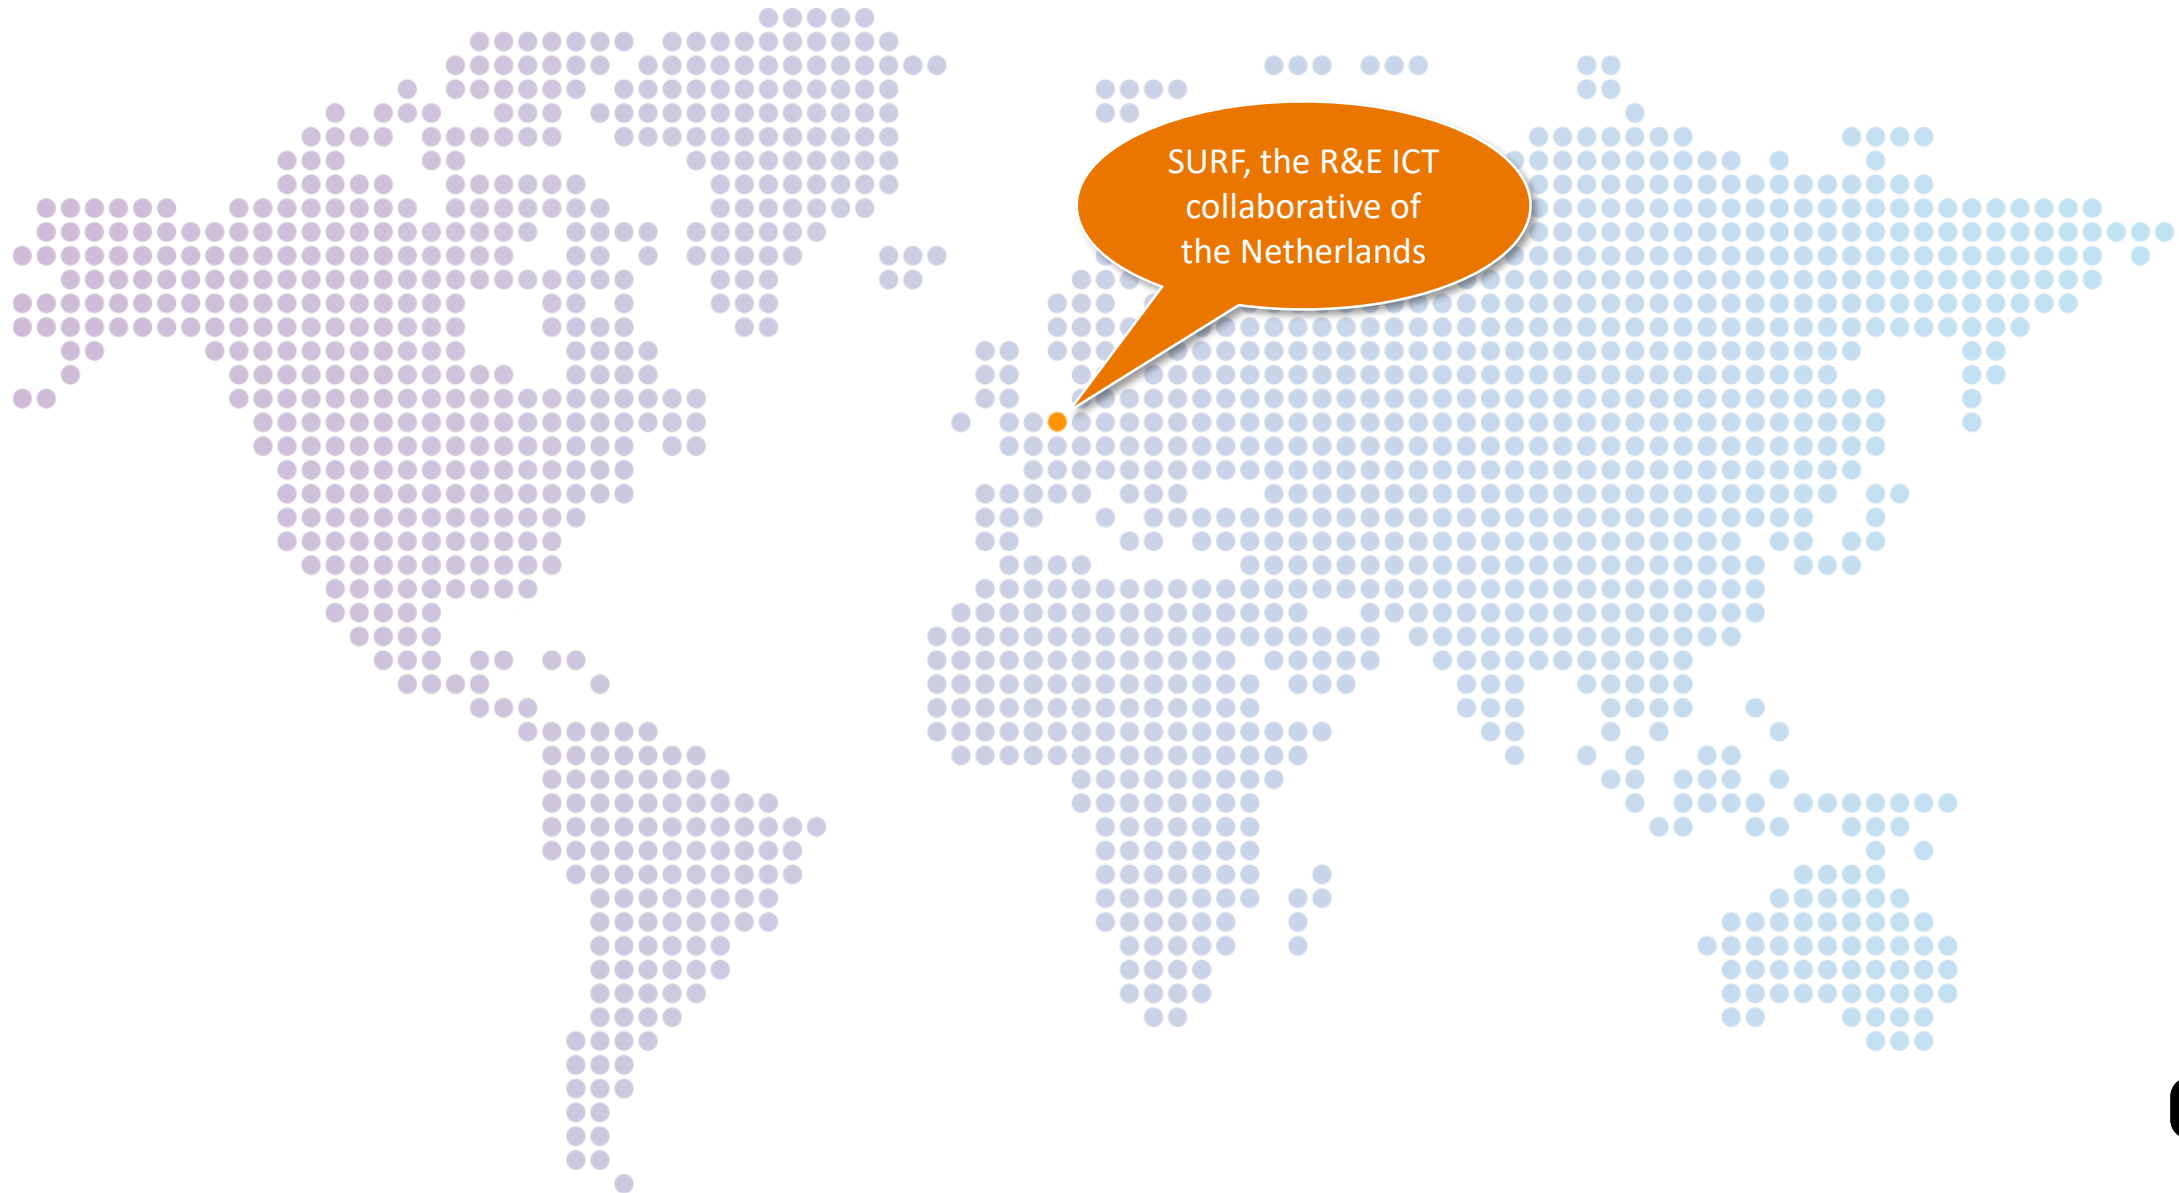 SURF, the R&E ICT
collaborative of
the Netherlands